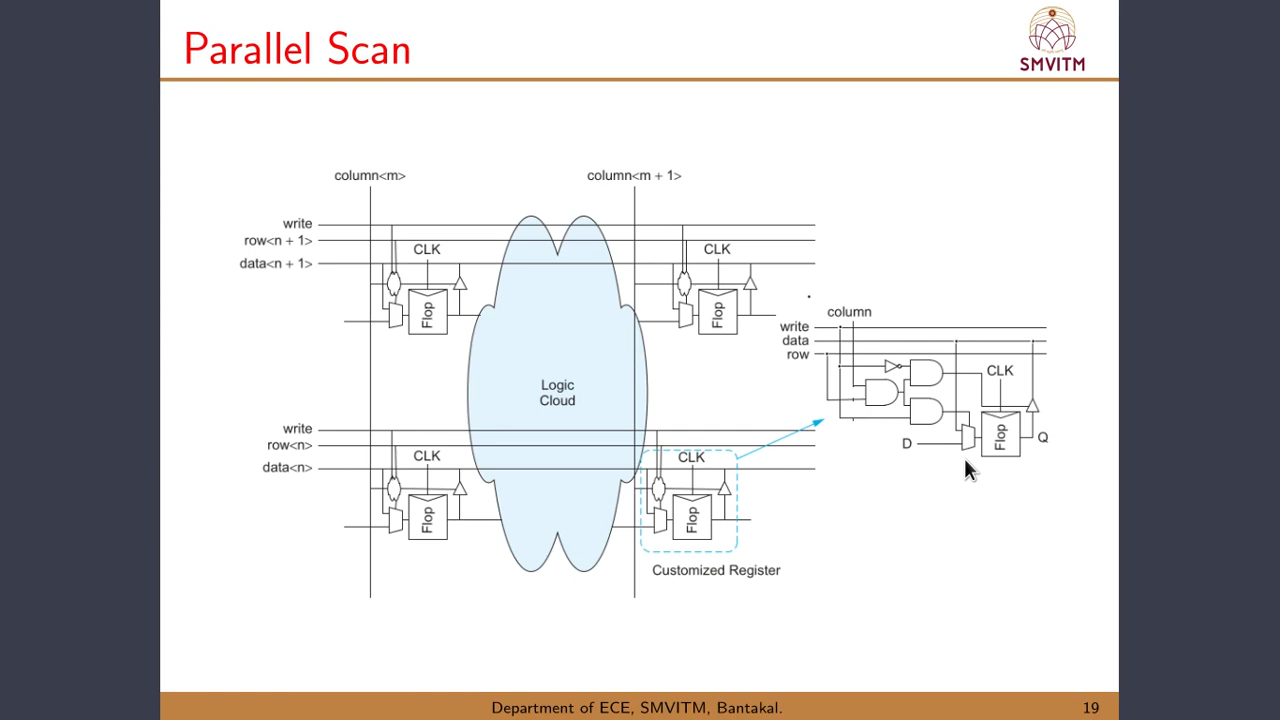 Parallel Scan
SMVITM
column<m>
column<m + 1>
write
row<n + 1>
data<n + 1>
CLK
CLK
Flop
Flop
column
write
data
row
CLK
Flop
D
Q
Logic
Cloud
write
row<n>
data<n>
CLK
CLK
Flop
Flop
Customized Register
Department of ECE, SMVITM, Bantakal.
19